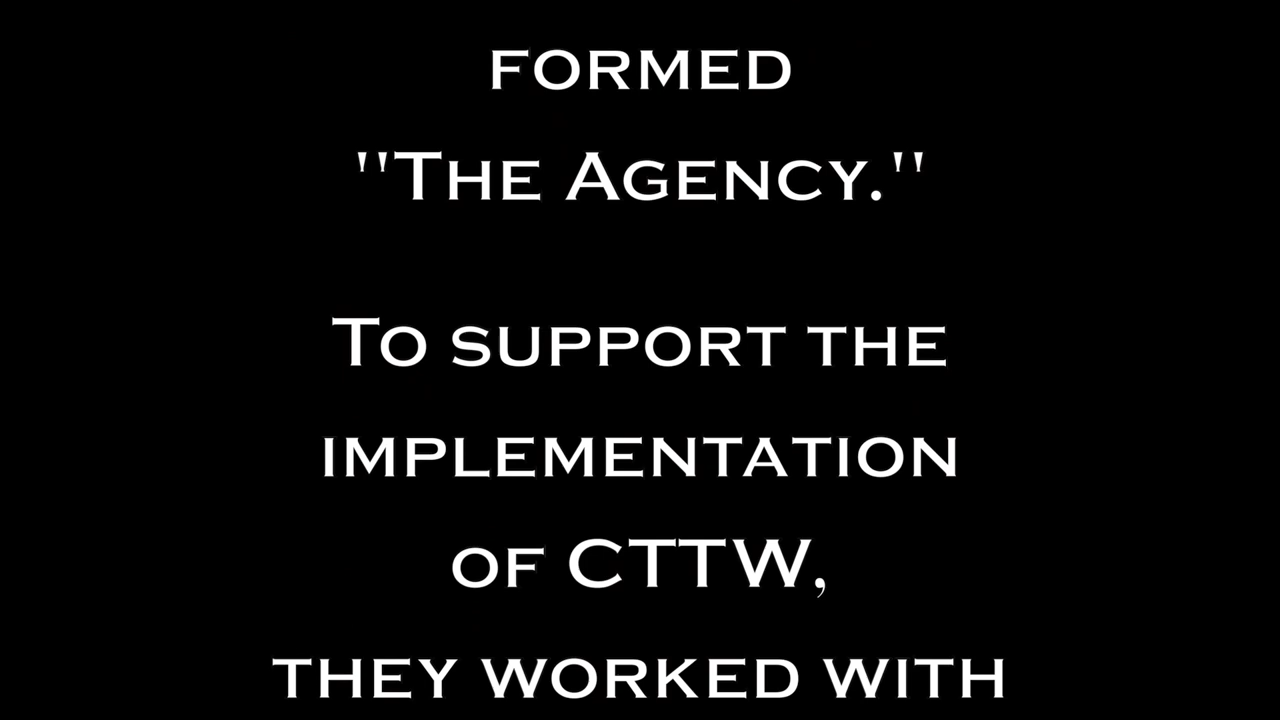 FORMED
"THE AGENCY."
TO SUPPORT THE
IMPLEMENTATION
OF CTTW,
THEY WORKED WITH